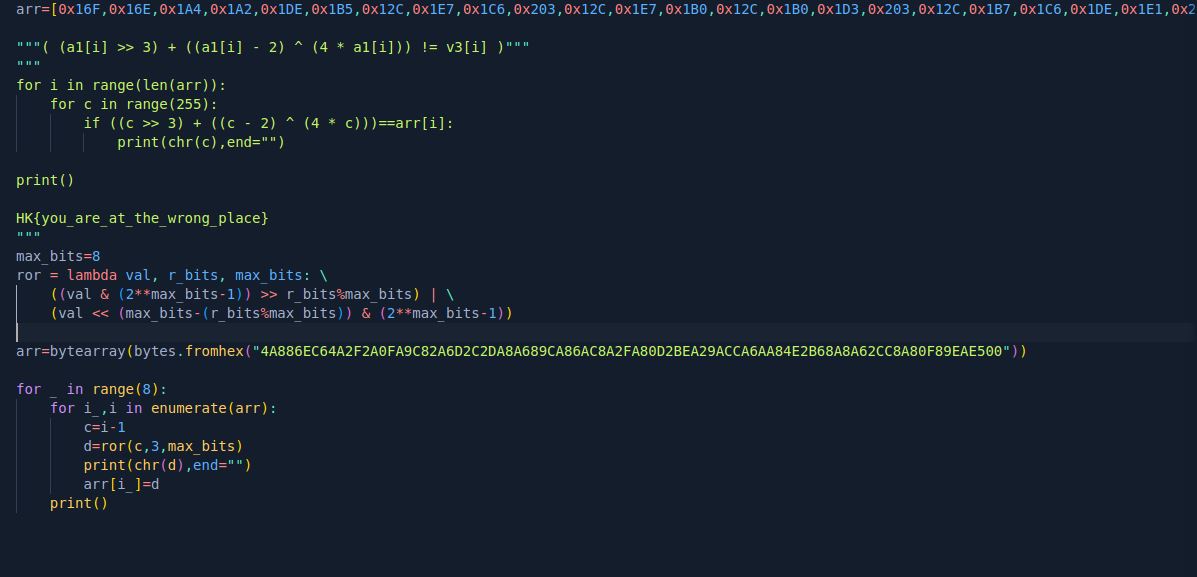 arr=[0x16F,0x16E,0x1A4,0x1A2,0x1DE,0x1B5,0x12C,0x1E7,0x1C6,0x203,0x12C,0x1E7,0x1B0,0x12C,0x1B0,0x1D3,0x203,0x12C,0x1B7,0x1C6,0x1DE,0x1E1,0x2
"""( (a1[i] >> 3) + ((a1[i] - 2) ^ (4 * a1[i])) != v3[i] )"""
"""
for i in range(len(arr)):
    for c in range(255):
        if ((c >> 3) + ((c - 2) ^ (4 * c)))==arr[i]:
            print(chr(c),end="")
print()
HK{you_are_at_the_wrong_place}
"""
max_bits=8
ror = lambda val, r_bits, max_bits: \
    ((val & (2**max_bits-1)) >> r_bits%max_bits) | \
    (val << (max_bits-(r_bits%max_bits)) & (2**max_bits-1))
arr=bytearray(bytes.fromhex("4A886EC64A2F2A0FA9C82A6D2C2DA8A689CA86AC8A2FA80D2BEA29ACCA6AA84E2B68A8A62CC8A80F89EAE500"))
for _ in range(8):
    for i_,i in enumerate(arr):
        c=i-1
        d=ror(c,3,max_bits)
        print(chr(d),end="")
        arr[i_]=d
    print()